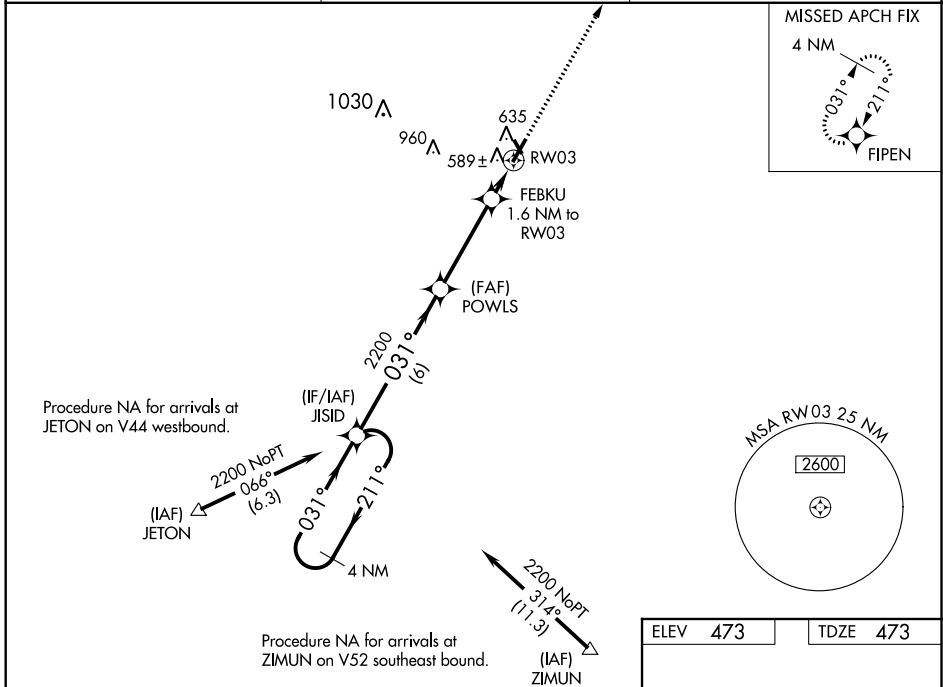 MISSED APCH FIX
4 NM
031°
211°
FIPEN
1030
960
635
589±
RW03
FEBKU
1.6 NM to
RW03
(FAF)
POWLS
2200
031°
(6)
(IF/IAF)
JISID
Procedure NA for arrivals at
JETON on V44 westbound.
2200 NoPT
066°
(6.3)
(IAF)
JETON
031°
211°
4 NM
MSA RW03 25 NM
2600
2200 NoPT
314°
(11.3)
(IAF)
ZIMUN
Procedure NA for arrivals at
ZIMUN on V52 southeast bound.
ELEV 473
TDZE 473